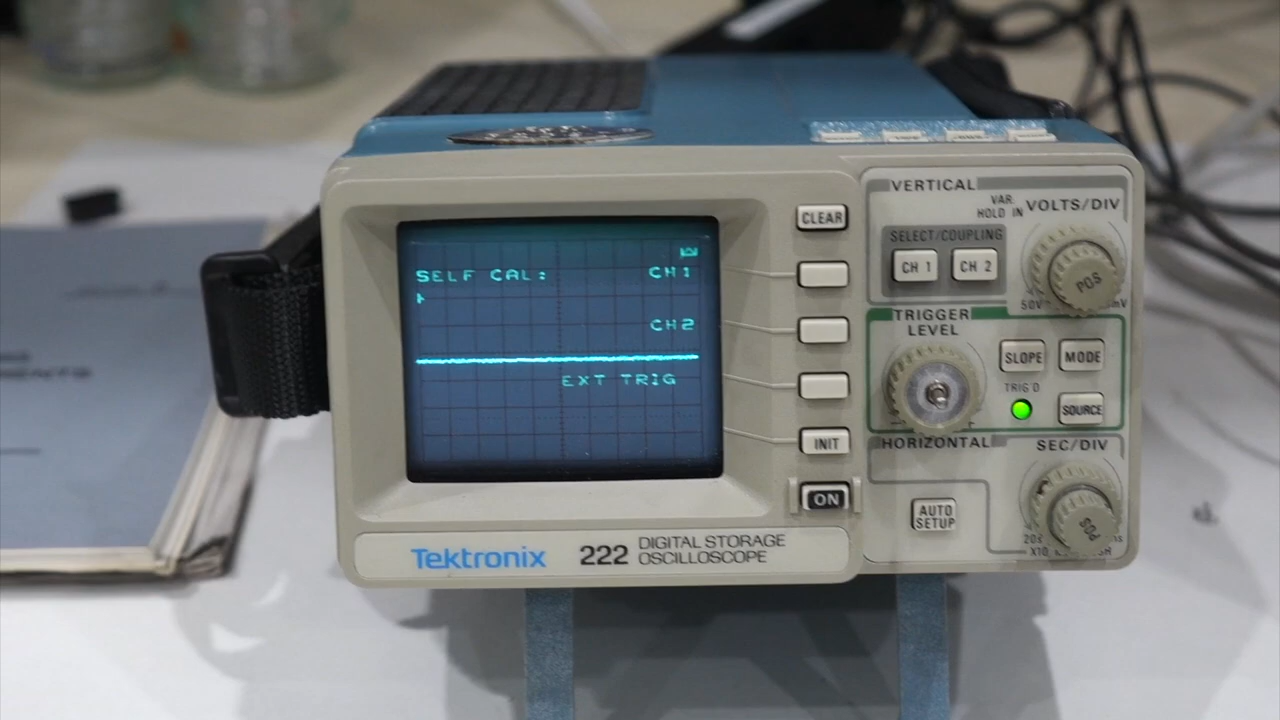 SELF CAL: CH1
CH2
EXT TRIG
CLEAR
INIT
ON
Tektronix 222 DIGITAL STORAGE
OSCILLOSCOPE
VERTICAL
VAR.
HOLD IN
VOLTS/DIV
SELECT/COUPLING
CH 1 CH 2
POS
50V
TRIGGER
LEVEL
SLOPE MODE
TRIG'D
SOURCE
HORIZONTAL SEC/DIV
AUTO
SETUP
POS
X10